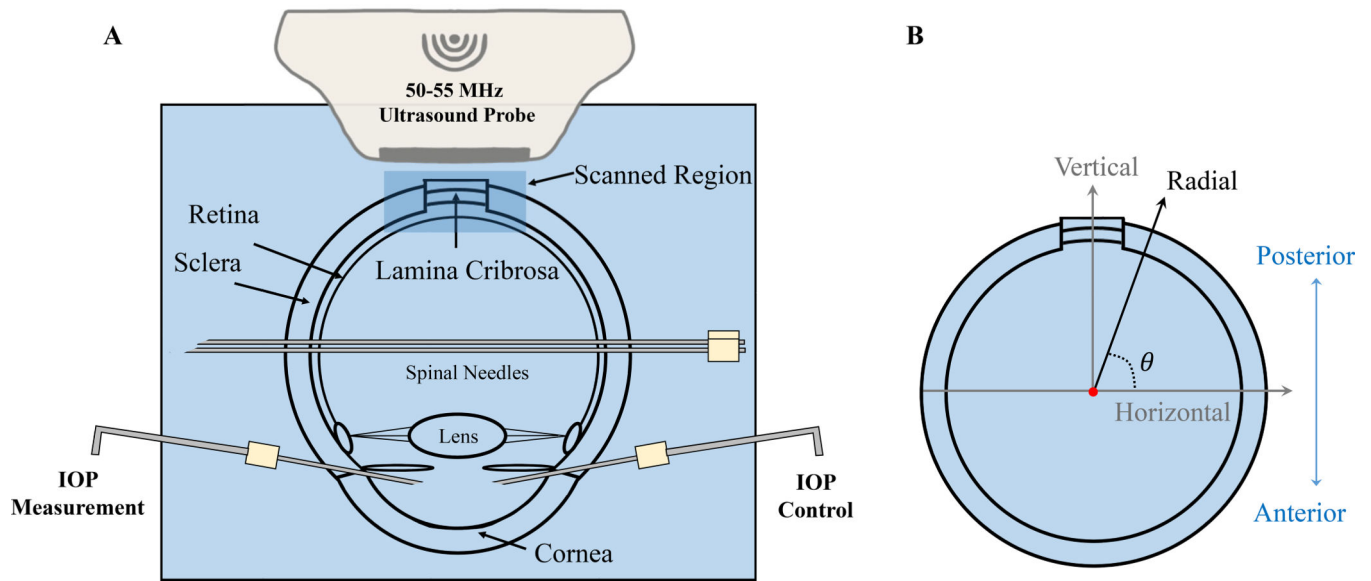 A
50-55 MHz
Ultrasound Probe
Scanned Region
Retina
Sclera
Lamina Cribrosa
Spinal Needles
Lens
IOP
Measurement
IOP
Control
Cornea
B
Vertical
Radial
Posterior
θ
Horizontal
Anterior